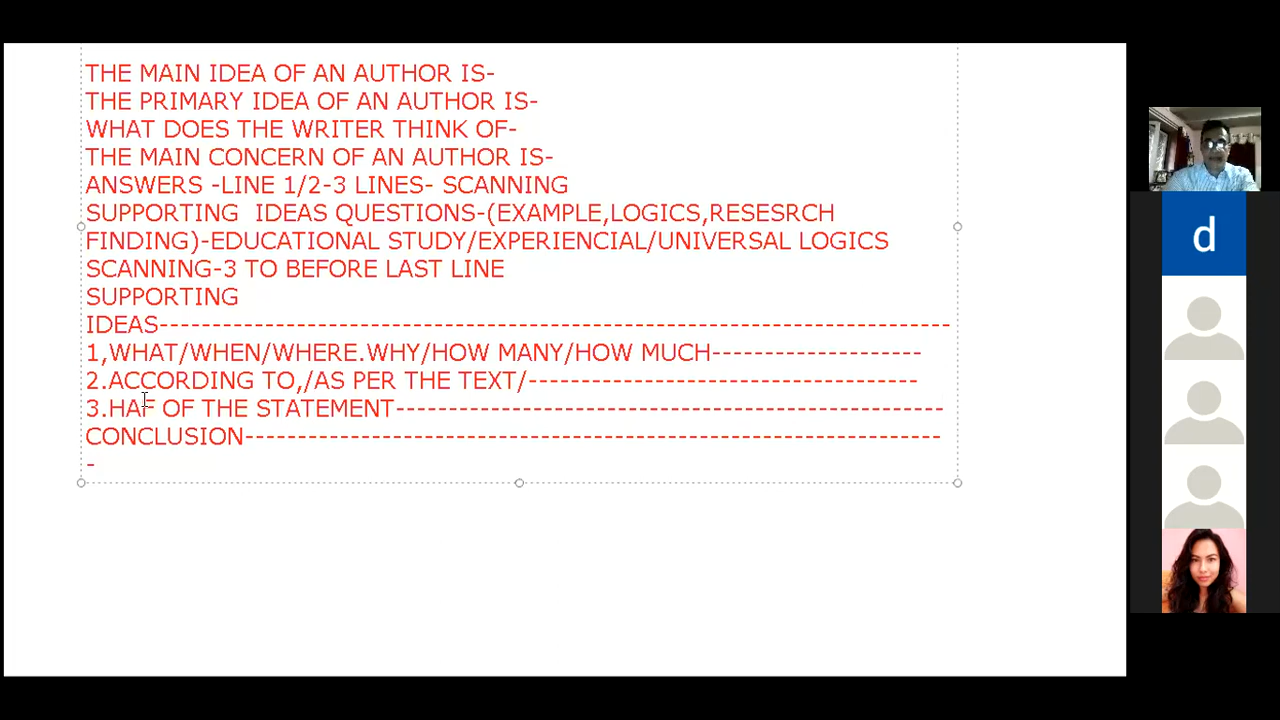 THE MAIN IDEA OF AN AUTHOR IS-
THE PRIMARY IDEA OF AN AUTHOR IS-
WHAT DOES THE WRITER THINK OF-
THE MAIN CONCERN OF AN AUTHOR IS-
ANSWERS -LINE 1/2-3 LINES- SCANNING
SUPPORTING  IDEAS QUESTIONS-(EXAMPLE,LOGICS,RESESRCH
FINDING)-EDUCATIONAL STUDY/EXPERIENCIAL/UNIVERSAL LOGICS
SCANNING-3 TO BEFORE LAST LINE
SUPPORTING
IDEAS---------------------------------------------------------------------------
1,WHAT/WHEN/WHERE.WHY/HOW MANY/HOW MUCH--------------------
2.ACCORDING TO,/AS PER THE TEXT/-------------------------------------
3.HAF OF THE STATEMENT----------------------------------------------------
CONCLUSION------------------------------------------------------------------
-
d